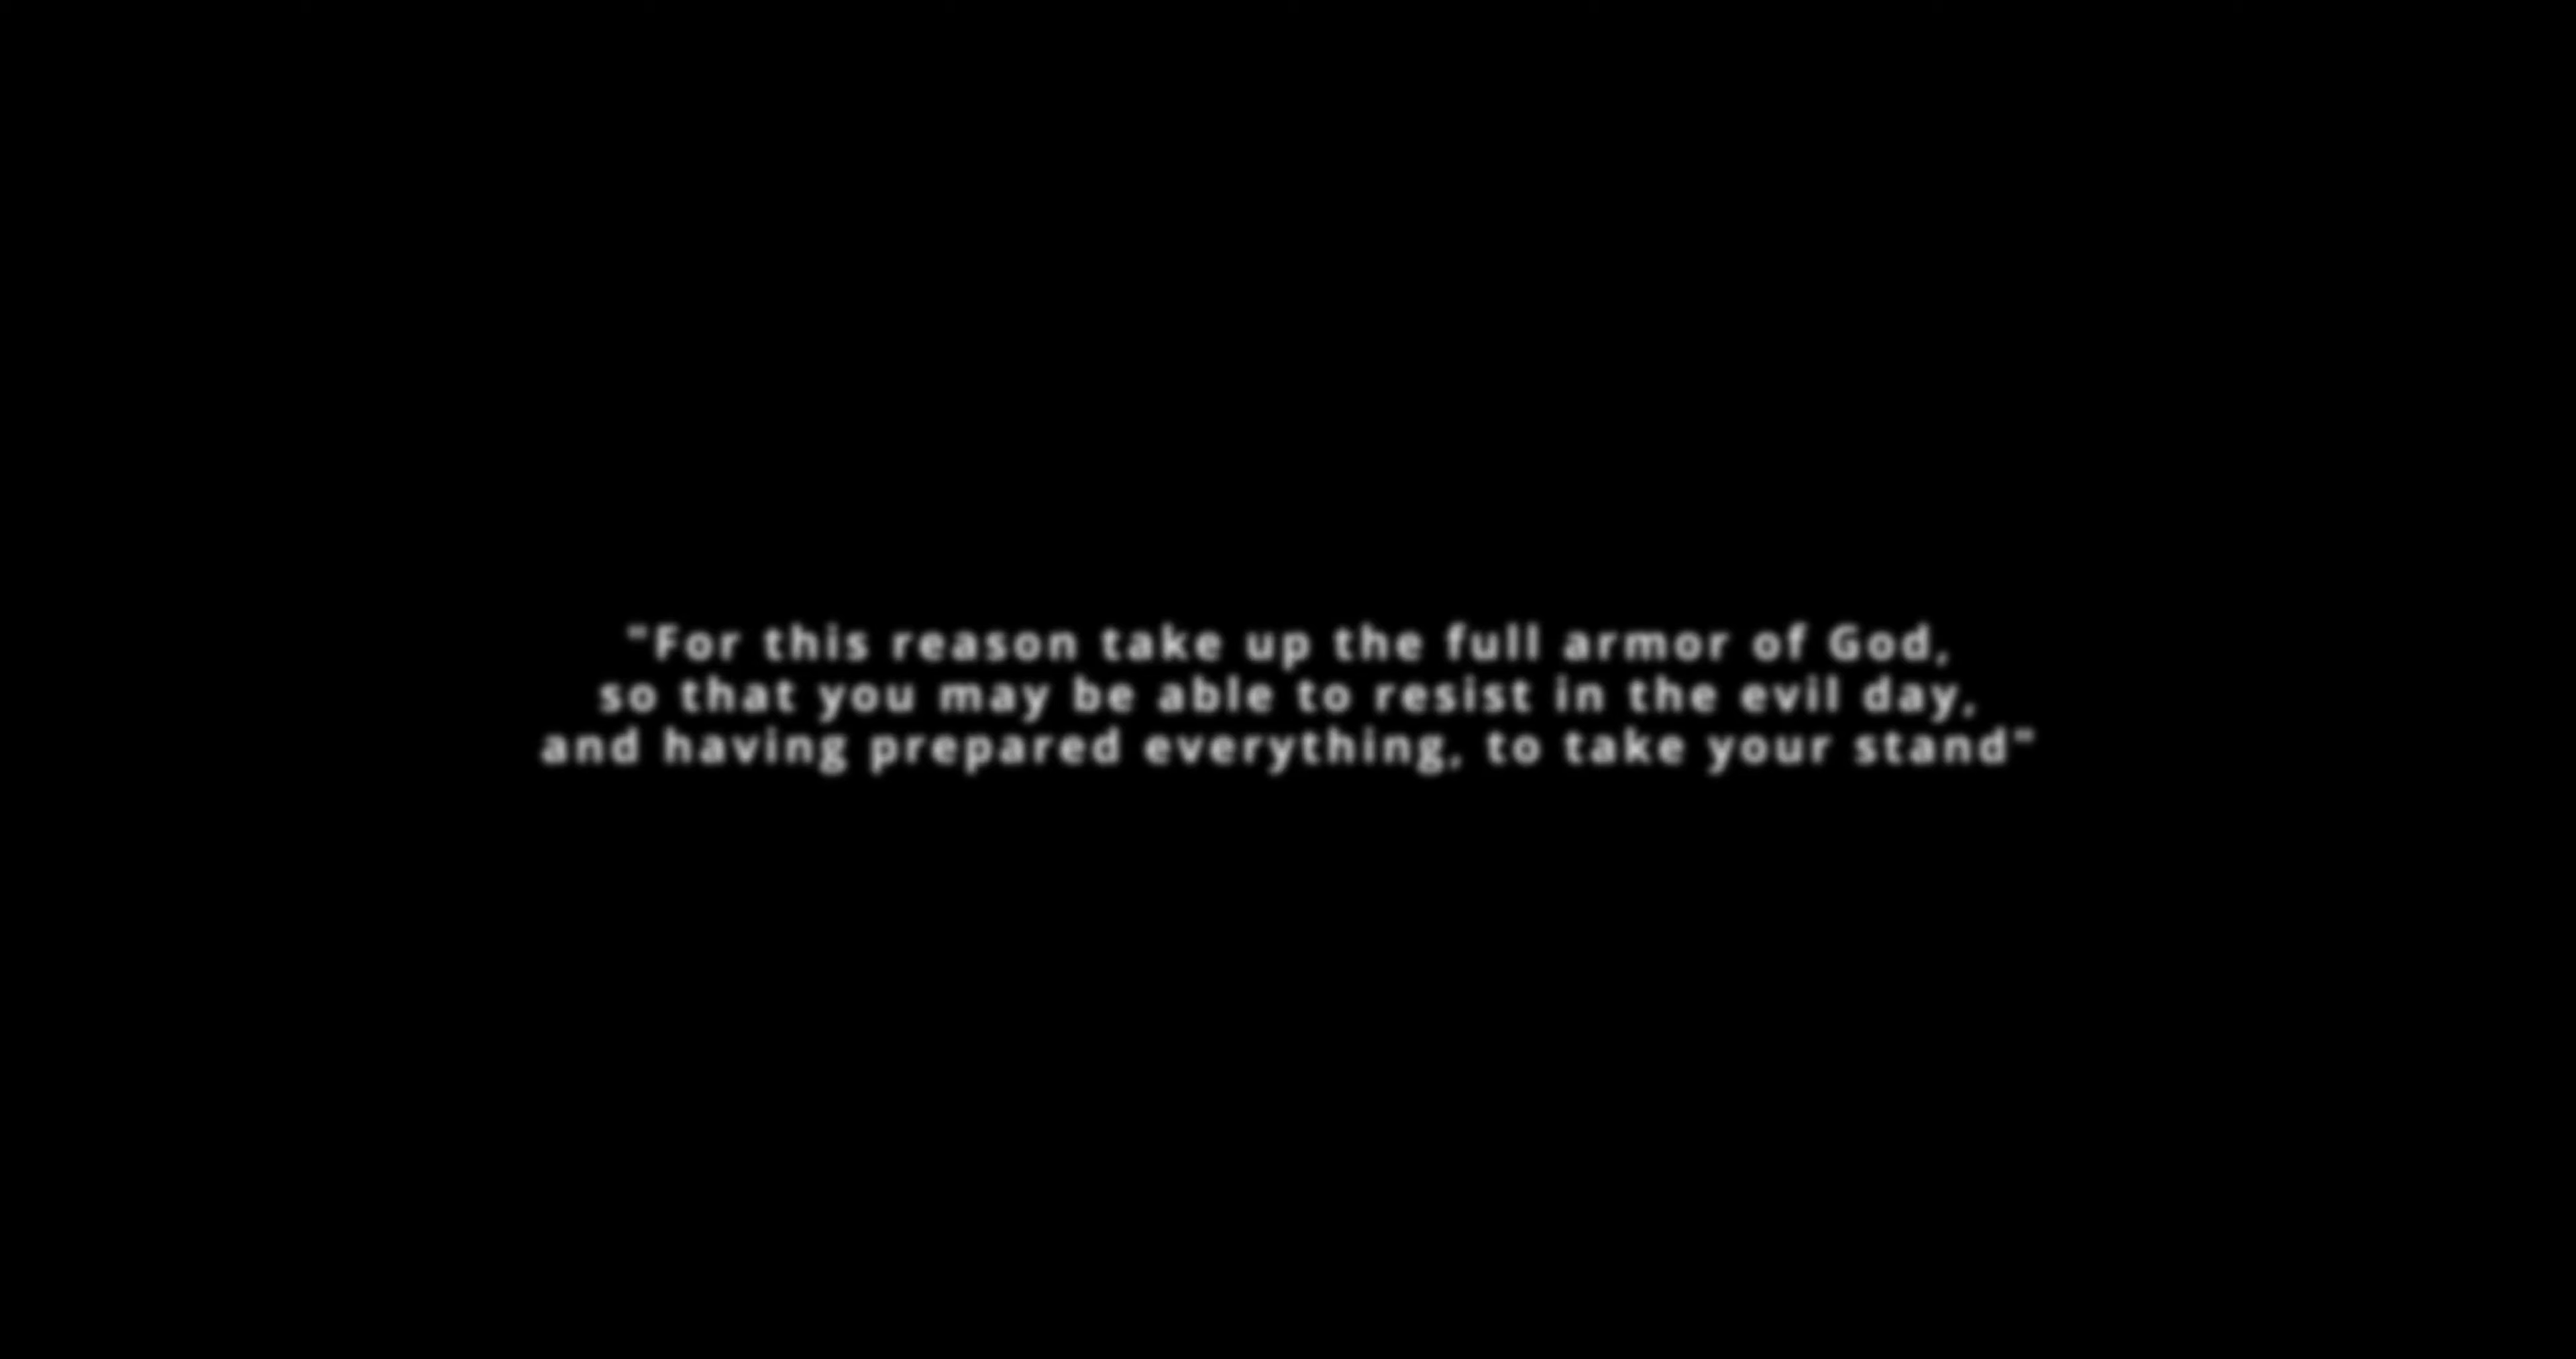 "For this reason take up the full armor of God,
so that you may be able to resist in the evil day,
and having prepared everything, to take your stand"